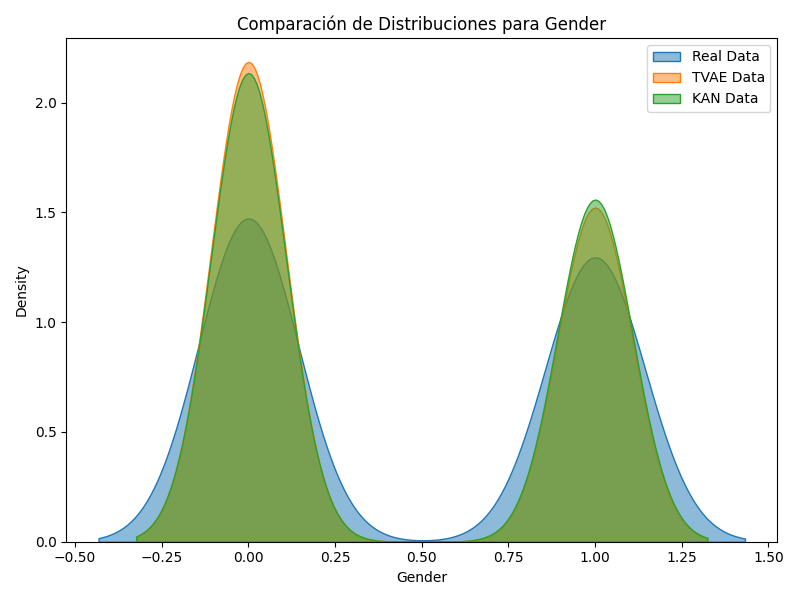 Comparación de Distribuciones para Gender
Real Data
TVAE Data
KAN Data
Density
2.0
1.5
1.0
0.5
0.0
−0.50 −0.25 0.00 0.25 0.50 0.75 1.00 1.25 1.50
Gender